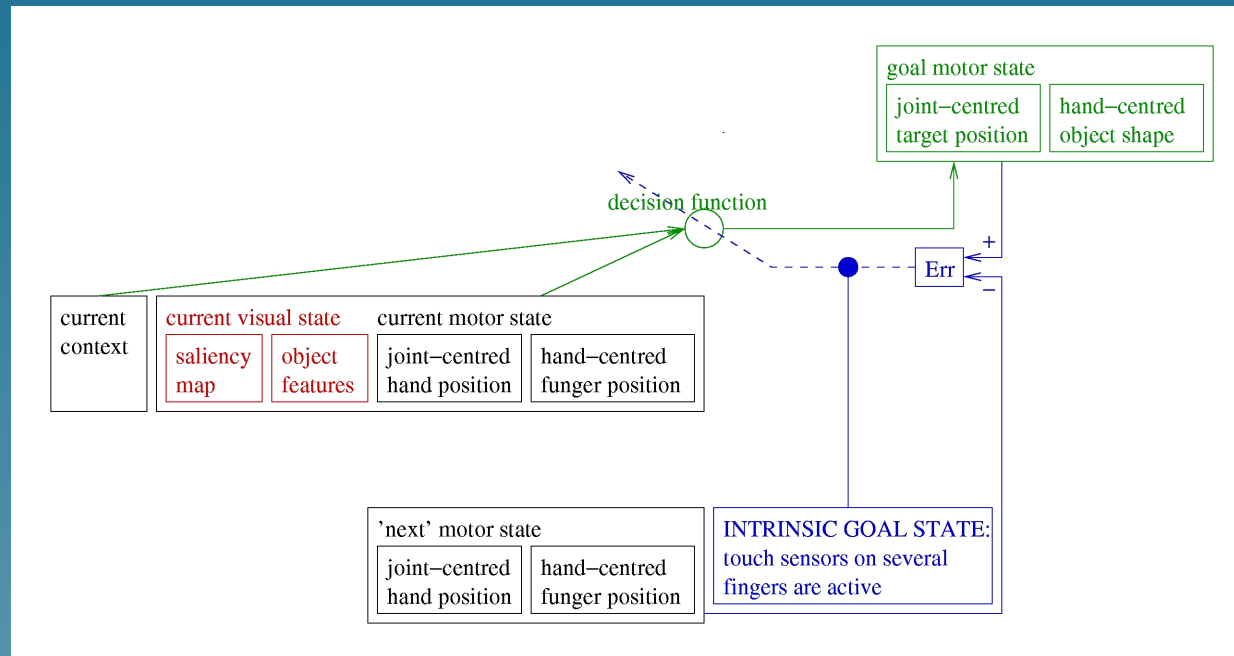 goal motor state
joint−centred
target position
hand−centred
object shape
decision function
+
Err
−
current
context
current visual state
saliency
map
object
features
current motor state
joint−centred
hand position
hand−centred
funger position
'next' motor state
joint−centred
hand position
hand−centred
funger position
INTRINSIC GOAL STATE:
touch sensors on several
fingers are active